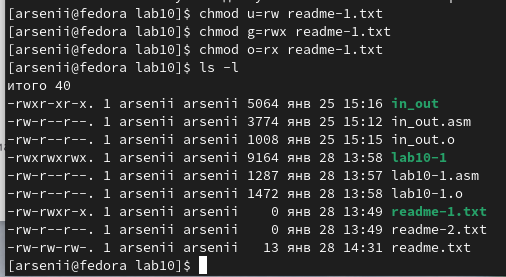 [arsenii@fedora lab10]$ chmod u=rw readme-1.txt
[arsenii@fedora lab10]$ chmod g=rwx readme-1.txt
[arsenii@fedora lab10]$ chmod o=rx readme-1.txt
[arsenii@fedora lab10]$ ls -l
итого 40
-rwxr-xr-x. 1 arsenii arsenii 5064 янв 25 15:16 in_out
-rw-r--r--. 1 arsenii arsenii 3774 янв 25 15:12 in_out.asm
-rw-r--r--. 1 arsenii arsenii 1008 янв 25 15:15 in_out.o
-rwxrwxrwx. 1 arsenii arsenii 9164 янв 28 13:58 lab10-1
-rw-r--r--. 1 arsenii arsenii 1287 янв 28 13:57 lab10-1.asm
-rw-r--r--. 1 arsenii arsenii 1472 янв 28 13:58 lab10-1.o
-rw-rwxr-x. 1 arsenii arsenii 0 янв 28 13:49 readme-1.txt
-rw-r--r--. 1 arsenii arsenii 0 янв 28 13:49 readme-2.txt
-rw-rw-rw-. 1 arsenii arsenii 13 янв 28 14:31 readme.txt
[arsenii@fedora lab10]$